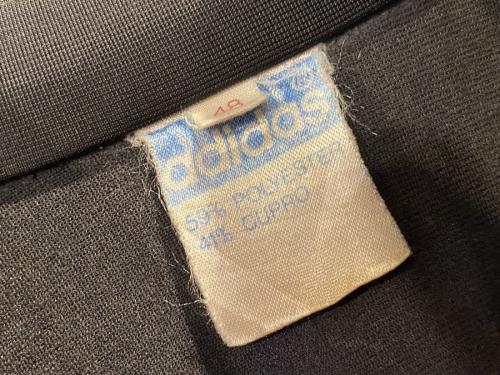 48
adidas
59% POLYESTER
41% CUPRO